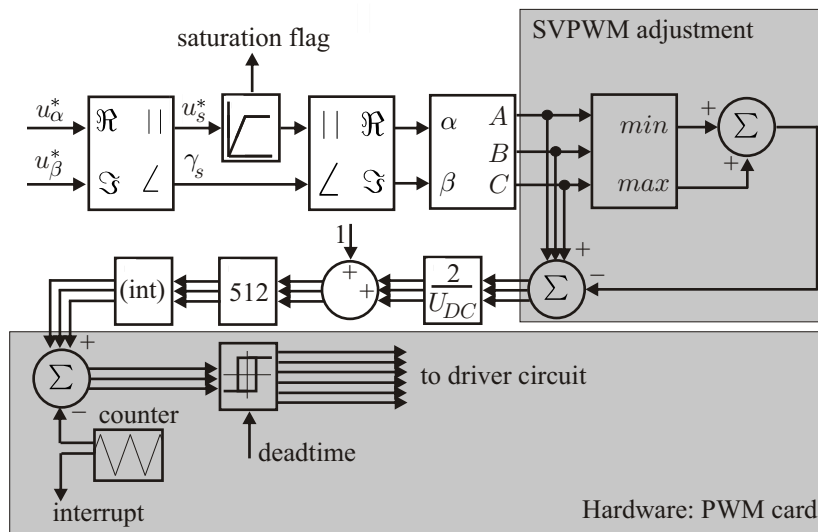 SVPWM adjustment
saturation flag
u*α
ℜ ||
u*s
|| ℜ
α A
min
+
Σ
u*β
ℑ ∠
γs
∠ ℑ
B
β C
max
+
1
+
(int)
512
+
+
2
UDC
Σ
−
+
Σ
−
counter
to driver circuit
deadtime
interrupt
Hardware: PWM card